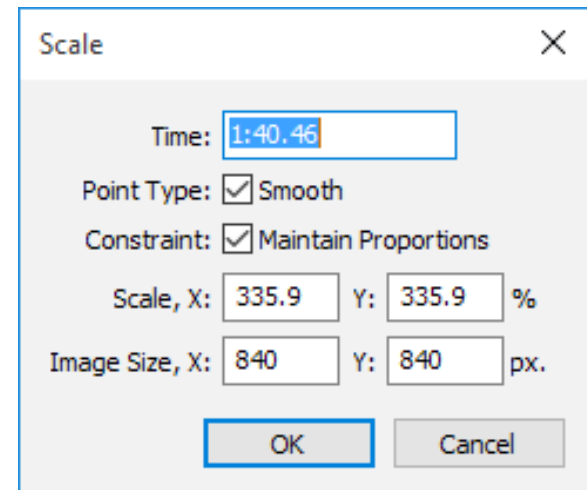 Scale
Time: 1:40.46
Point Type: Smooth
Constraint: Maintain Proportions
Scale, X: 335.9 Y: 335.9 %
Image Size, X: 840 Y: 840 px.
OK Cancel